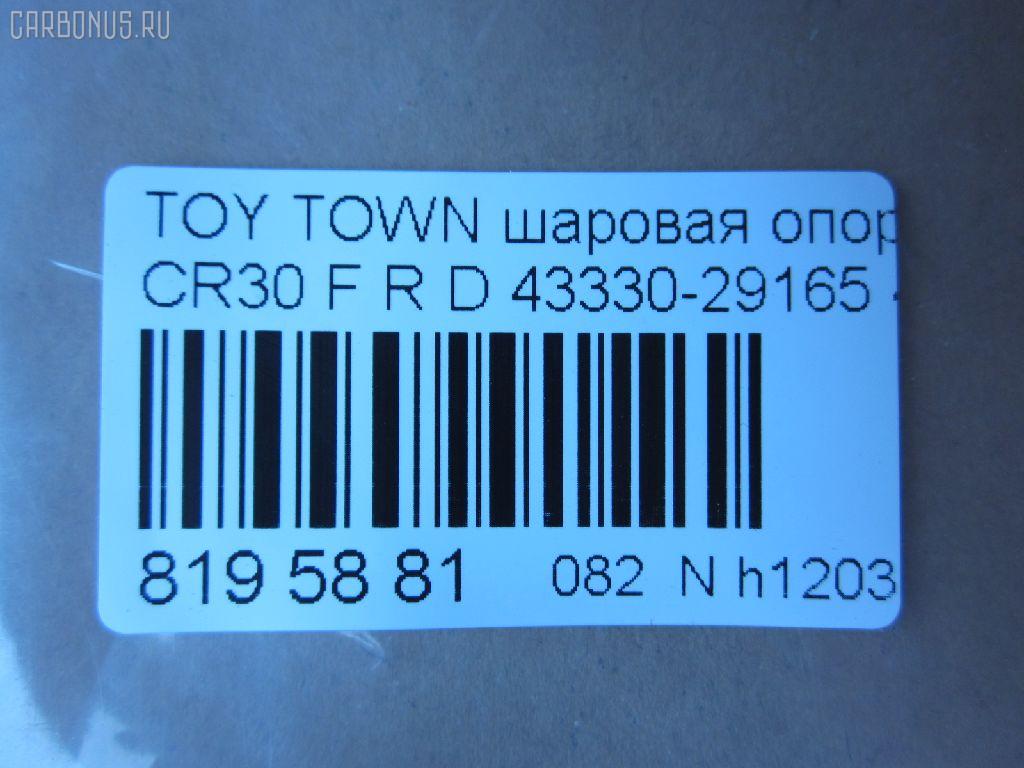 CARBONUS.RU
TOY TOWN шаровая опор
CR30 F R D 43330-29165
819 58 81 082 N h1203